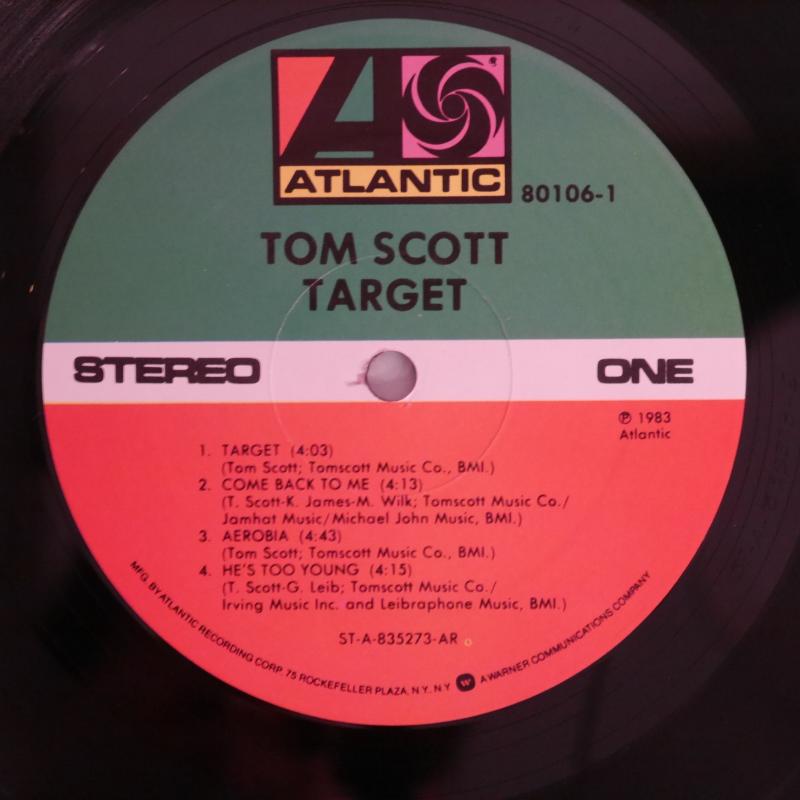 ATLANTIC
80106-1
TOM SCOTT
TARGET
STEREO
ONE
℗ 1983
Atlantic
1. TARGET (4:03)
(Tom Scott; Tomscott Music Co., BMI.)
2. COME BACK TO ME (4:13)
(T. Scott-K. James-M. Wilk; Tomscott Music Co./
Jamhat Music/Michael John Music, BMI.)
3. AEROBIA (4:43)
(Tom Scott; Tomscott Music Co., BMI.)
4. HE'S TOO YOUNG (4:15)
(T. Scott-G. Leib; Tomscott Music Co./
Irving Music Inc. and Leibraphone Music, BMI.)
ST-A-835273-AR
MFG. BY ATLANTIC RECORDING CORP. 75 ROCKEFELLER PLAZA, N.Y., N.Y. W A WARNER COMMUNICATIONS COMPANY